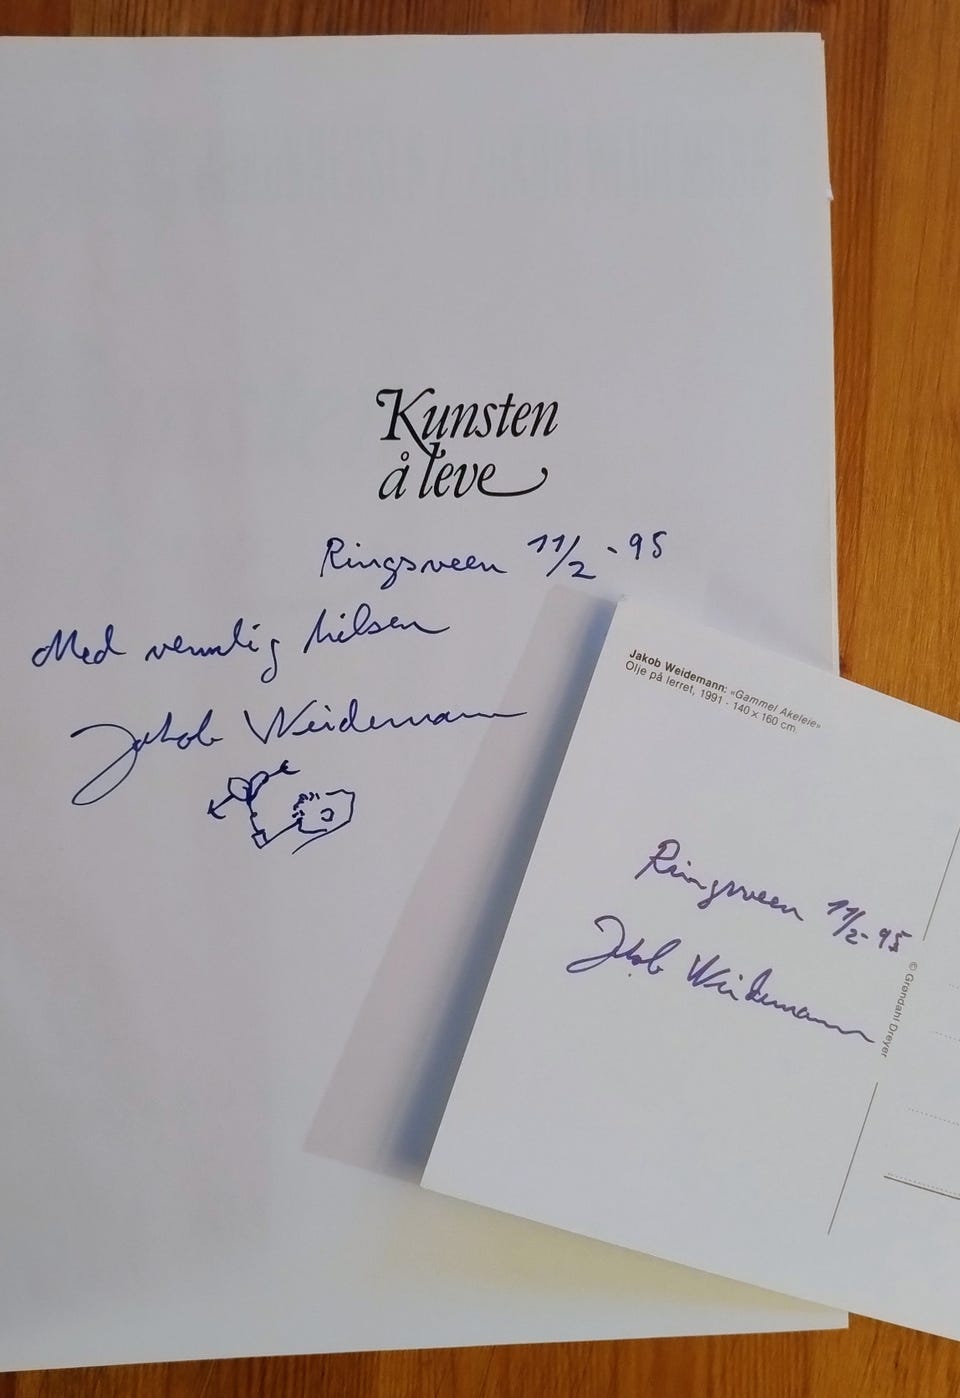 Kunsten
å leve
Ringsveen 11/2 - 95
Med vennlig hilsen
Jakob Weidemann
Jakob Weidemann: «Gammel Akeleie»
Olje på lerret, 1991 - 140 x 160 cm.
Ringsveen 11/2 - 95
Jakob Weidemann
© Grøndahl Dreyer